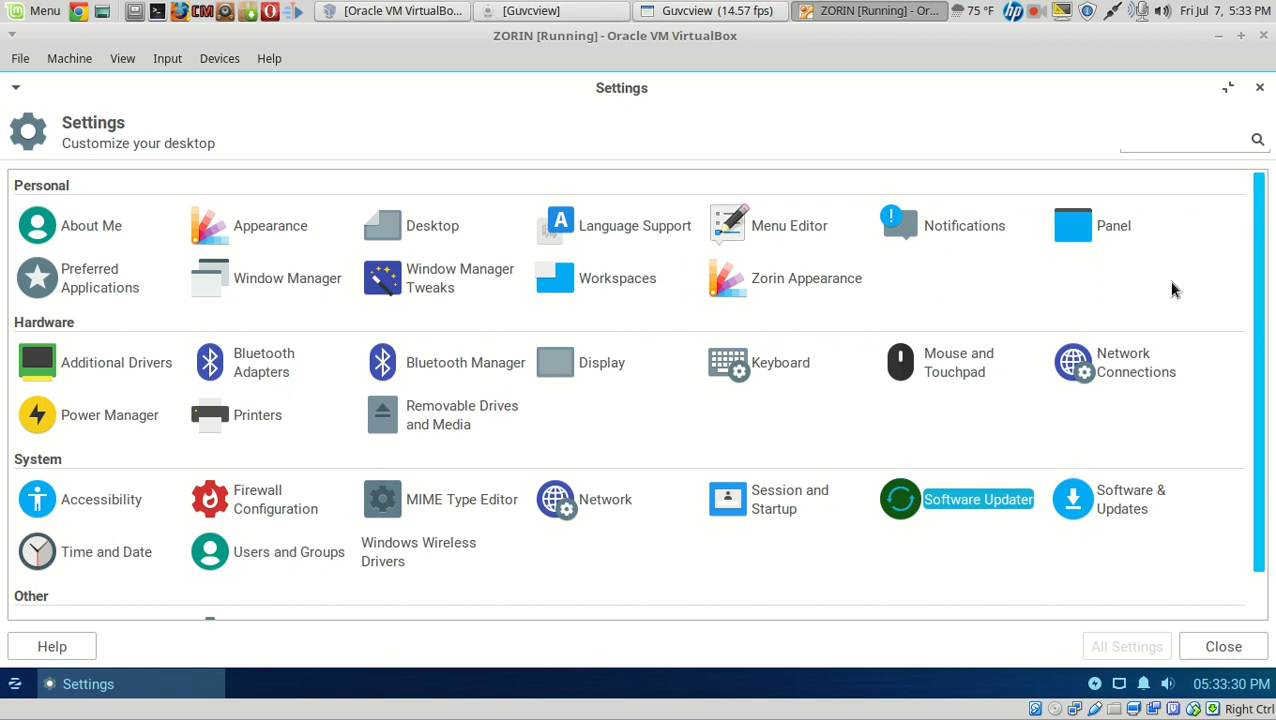 Menu
CM
[Oracle VM VirtualBo...
[Guvcview]
Guvcview (14.57 fps)
ZORIN [Running] - Or...
75 °F
Fri Jul 7, 5:33 PM
ZORIN [Running] - Oracle VM VirtualBox
File Machine View Input Devices Help
Settings
Settings
Customize your desktop
Personal
About Me
Appearance
Desktop
Language Support
Menu Editor
Notifications
Panel
Preferred
Applications
Window Manager
Window Manager
Tweaks
Workspaces
Zorin Appearance
Hardware
Additional Drivers
Bluetooth
Adapters
Bluetooth Manager
Display
Keyboard
Mouse and
Touchpad
Network
Connections
Power Manager
Printers
Removable Drives
and Media
System
Accessibility
Firewall
Configuration
MIME Type Editor
Network
Session and
Startup
Software Updater
Software &
Updates
Time and Date
Users and Groups
Windows Wireless
Drivers
Other
Help
All Settings
Close
Settings
05:33:30 PM
Right Ctrl